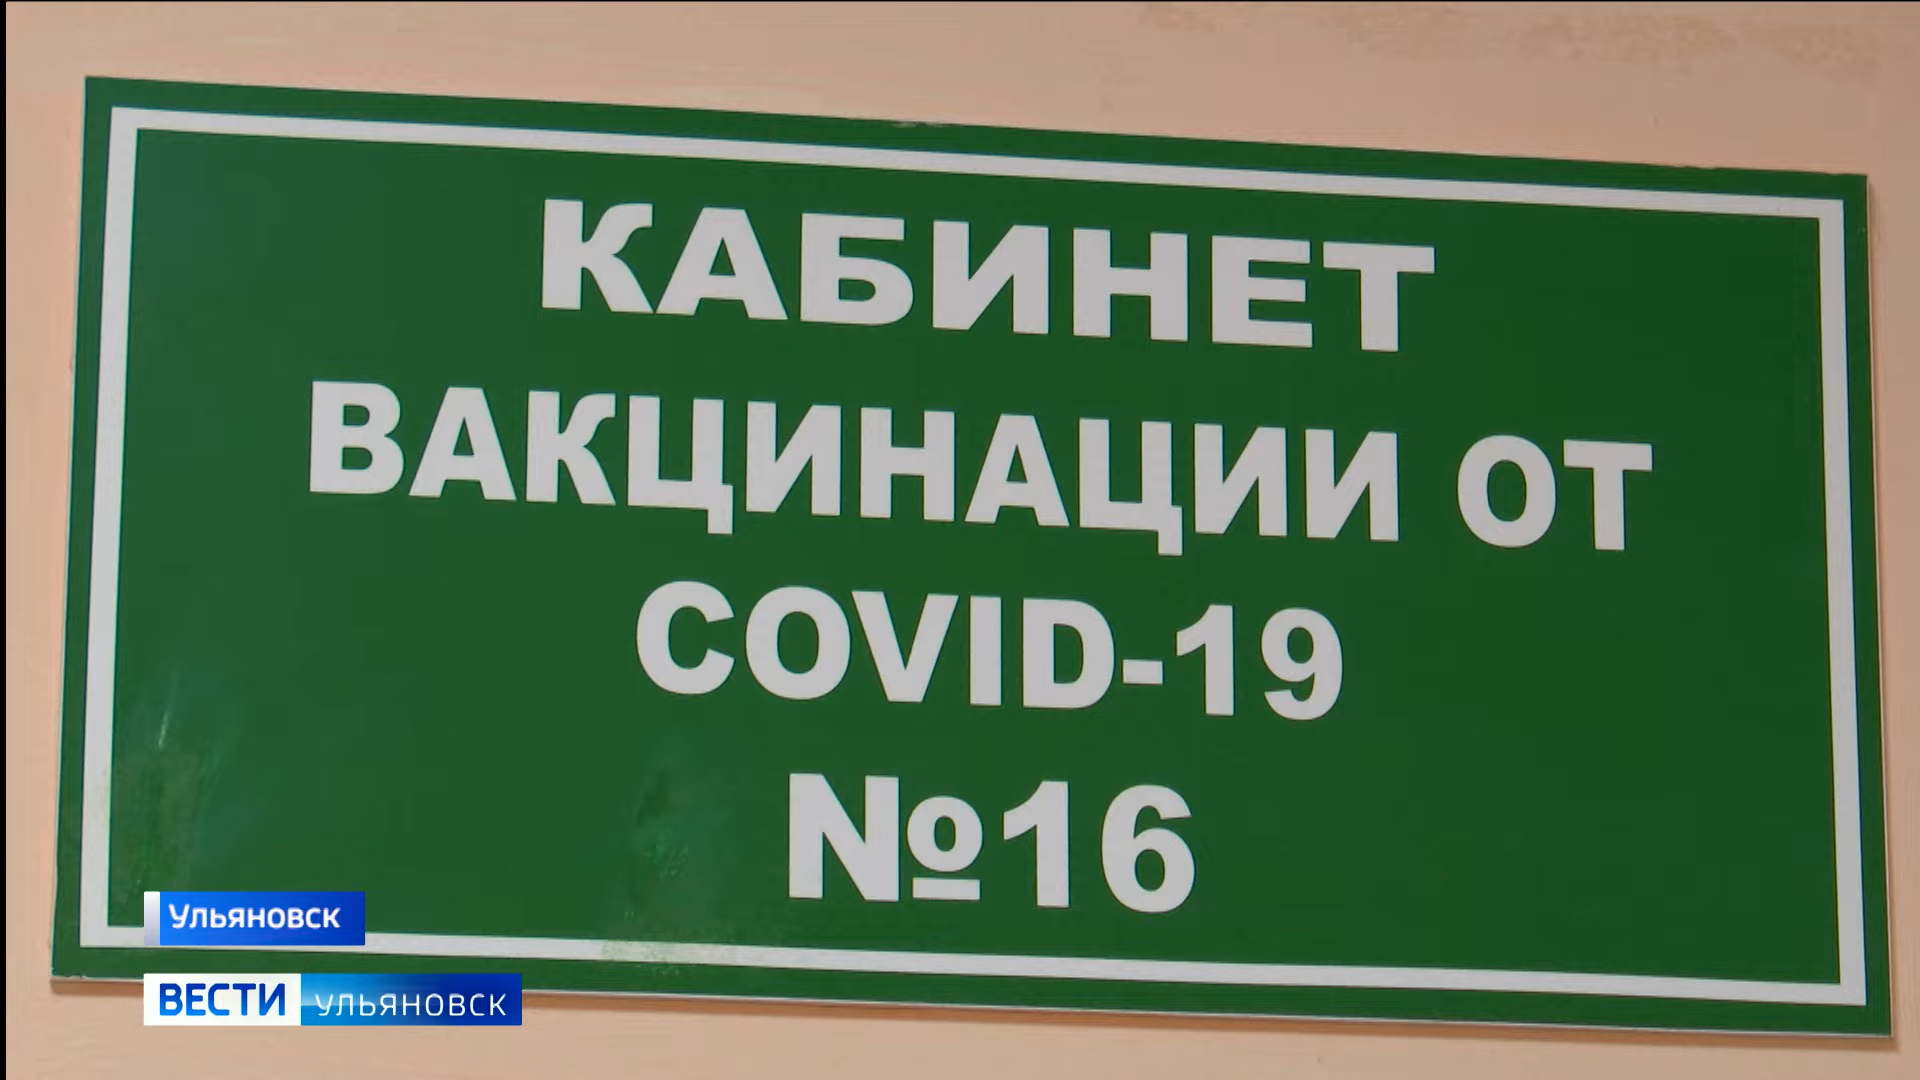 КАБИНЕТ
ВАКЦИНАЦИИ ОТ
COVID-19
№16
Ульяновск
ВЕСТИ УЛЬЯНОВСК